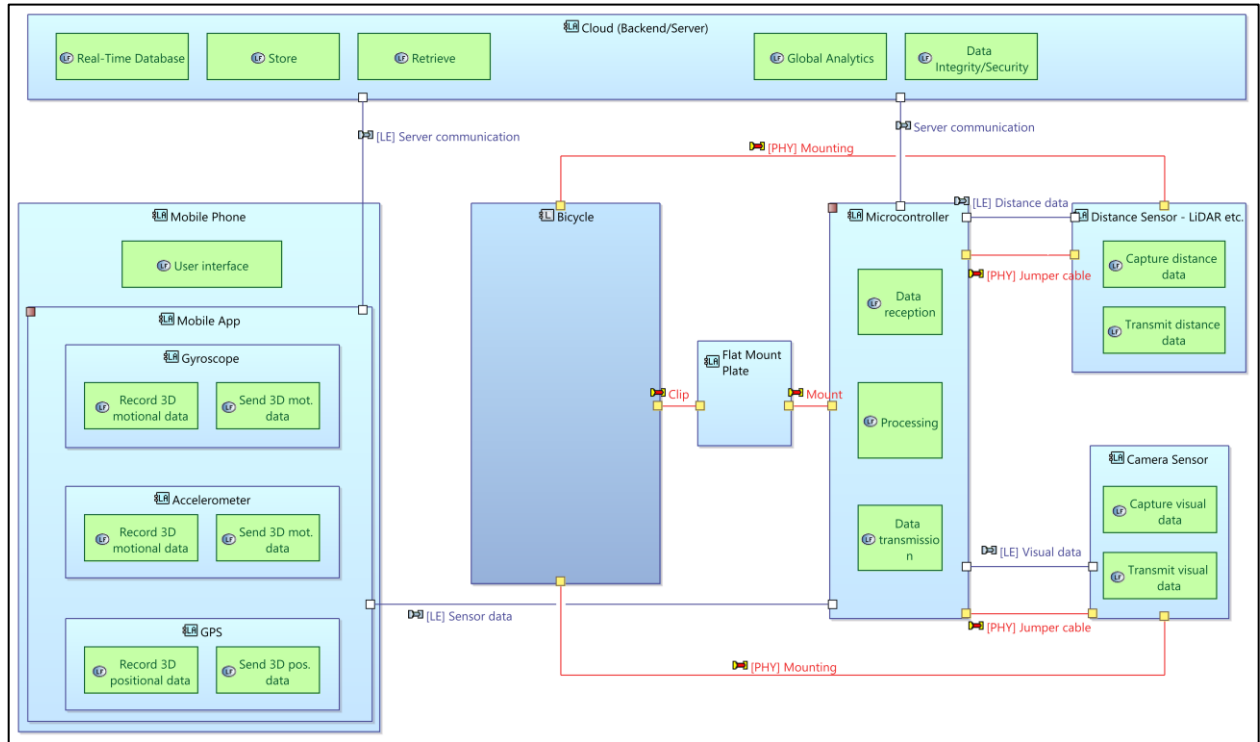 Cloud (Backend/Server)
Real-Time Database
Store
Retrieve
Global Analytics
Data
Integrity/Security
[LE] Server communication
Server communication
[PHY] Mounting
Mobile Phone
User interface
Mobile App
Gyroscope
Record 3D
motional data
Send 3D mot.
data
Accelerometer
Record 3D
motional data
Send 3D mot.
data
GPS
Record 3D
positional data
Send 3D pos.
data
[LE] Sensor data
Bicycle
Clip
Flat Mount
Plate
Mount
Microcontroller
Data
reception
Processing
Data
transmissio
n
[LE] Distance data
[PHY] Jumper cable
Distance Sensor - LiDAR etc.
Capture distance
data
Transmit distance
data
Camera Sensor
Capture visual
data
Transmit visual
data
[LE] Visual data
[PHY] Jumper cable
[PHY] Mounting